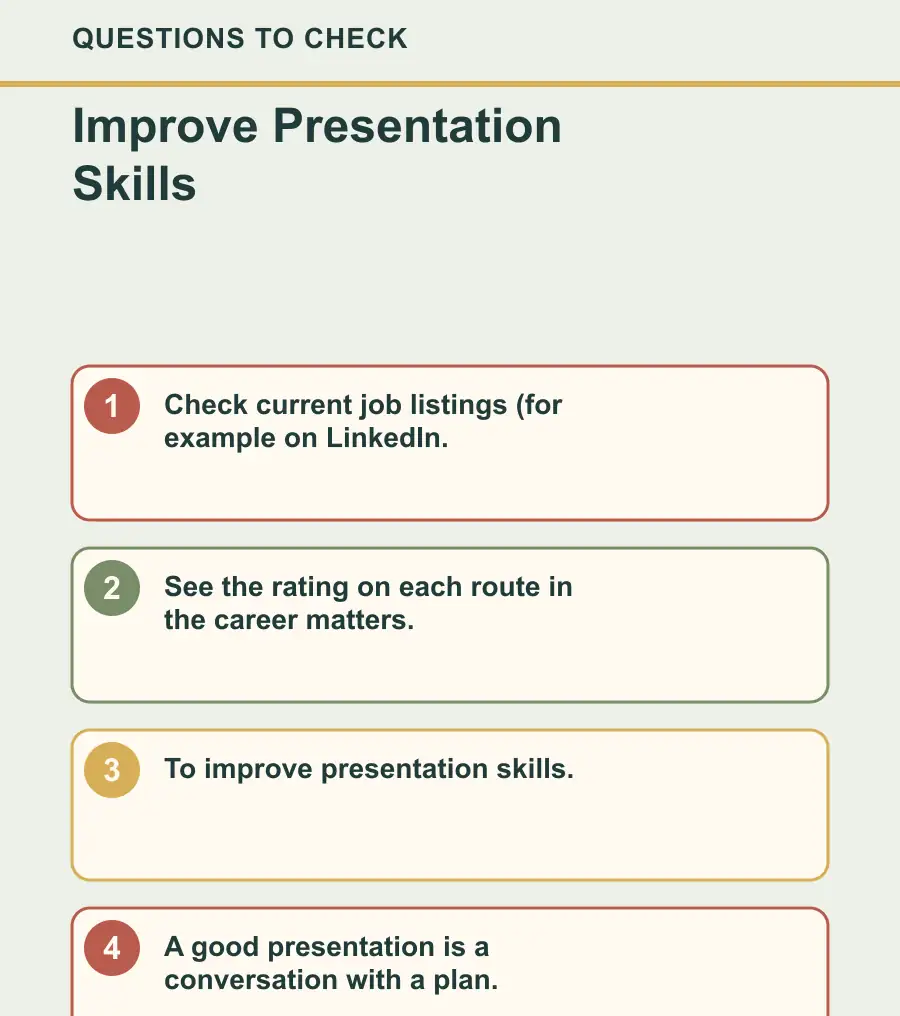 QUESTIONS TO CHECK
Improve Presentation
Skills
1
Check current job listings (for
example on LinkedIn.
2
See the rating on each route in
the career matters.
3
To improve presentation skills.
4
A good presentation is a
conversation with a plan.